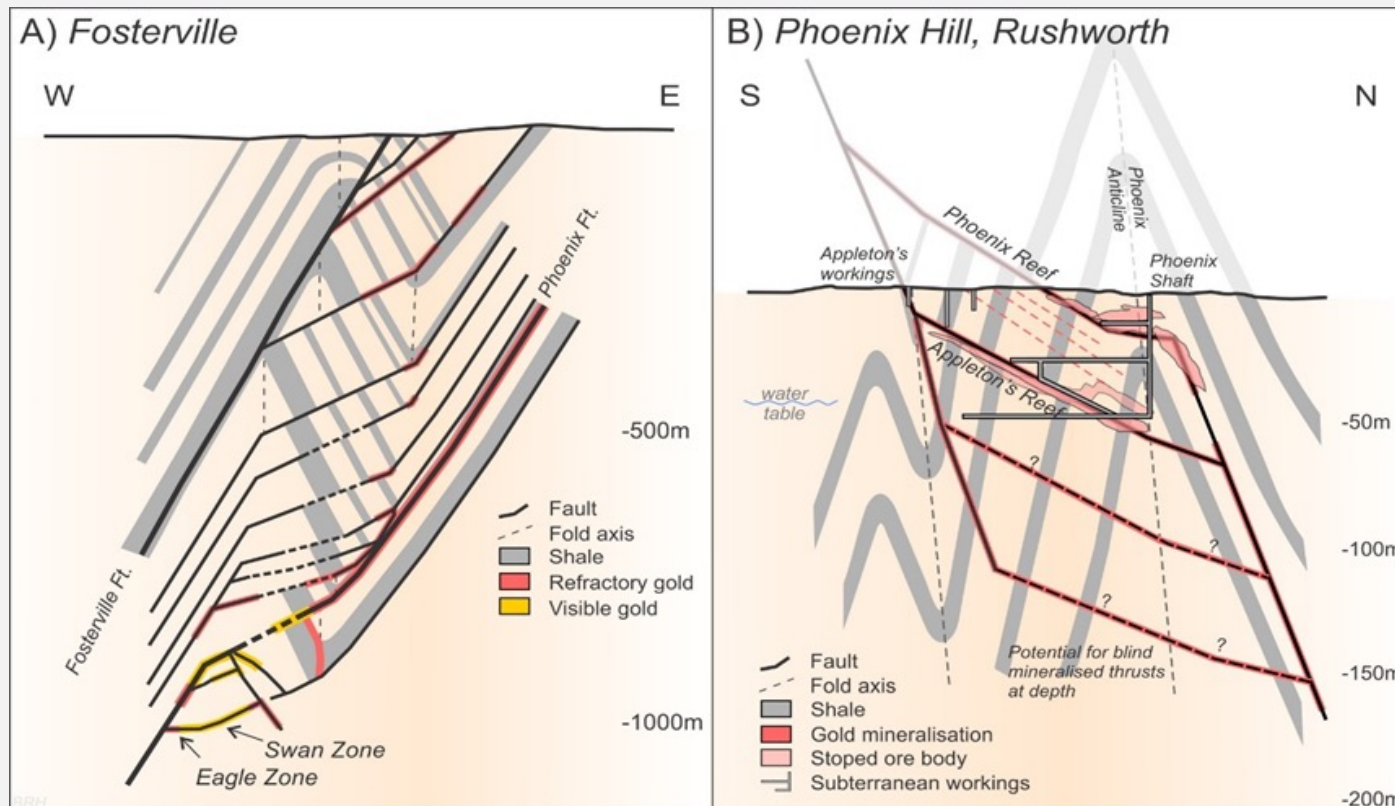 A) Fosterville
W
E
Phoenix Ft.
-500m
Fault
Fold axis
Shale
Refractory gold
Visible gold
Fosterville Ft.
-1000m
Swan Zone
Eagle Zone
BRH
B) Phoenix Hill, Rushworth
S
N
Phoenix
Anticline
Phoenix Reef
Appleton's
workings
Phoenix
Shaft
Appleton's Reef
water
table
-50m
?
?
-100m
?
?
Potential for blind
mineralised thrusts
at depth
-150m
Fault
Fold axis
Shale
Gold mineralisation
Stoped ore body
Subterranean workings
-200m